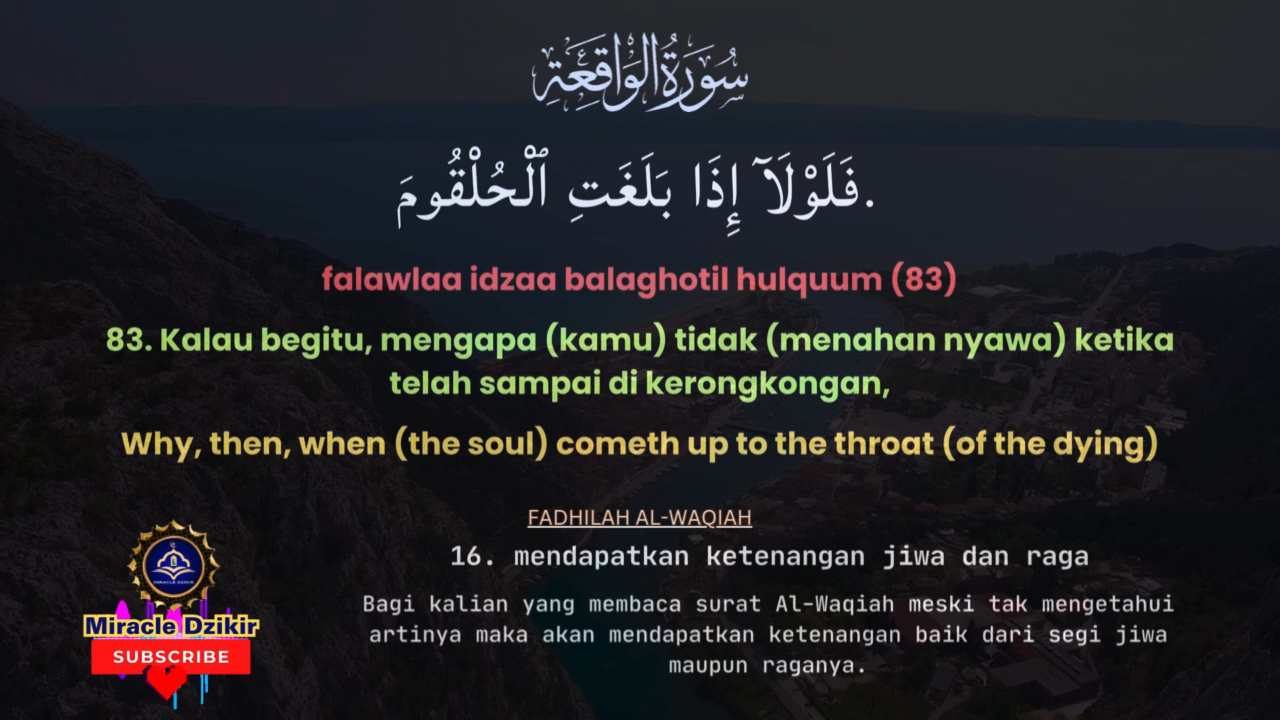 سُورَةُ الْوَاقِعَةِ
فَلَوْلَآ إِذَا بَلَغَتِ ٱلْحُلْقُومَ.
falawlaa idzaa balaghotil hulquum (83)
83. Kalau begitu, mengapa (kamu) tidak (menahan nyawa) ketika
telah sampai di kerongkongan,
Why, then, when (the soul) cometh up to the throat (of the dying)
FADHILAH AL-WAQIAH
16. mendapatkan ketenangan jiwa dan raga
Bagi kalian yang membaca surat Al-Waqiah meski tak mengetahui
artinya maka akan mendapatkan ketenangan baik dari segi jiwa
maupun raganya.
MIRACLE DZIKIR
Miracle Dzikir
SUBSCRIBE